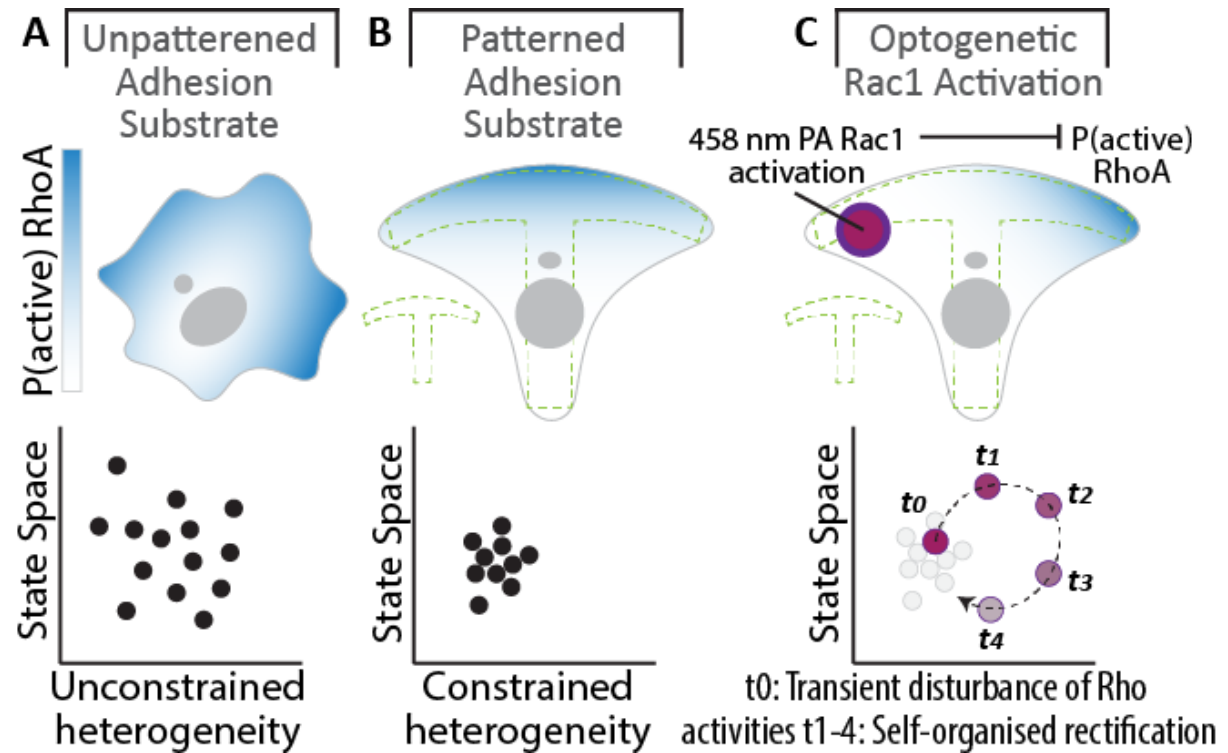 A
Unpatterened
Adhesion
Substrate
P(active) RhoA
State Space
Unconstrained
heterogeneity
B
Patterned
Adhesion
Substrate
State Space
Constrained
heterogeneity
C
Optogenetic
Rac1 Activation
458 nm PA Rac1
activation
P(active)
RhoA
State Space
t0
t1
t2
t3
t4
t0: Transient disturbance of Rho
activities t1-4: Self-organised rectification